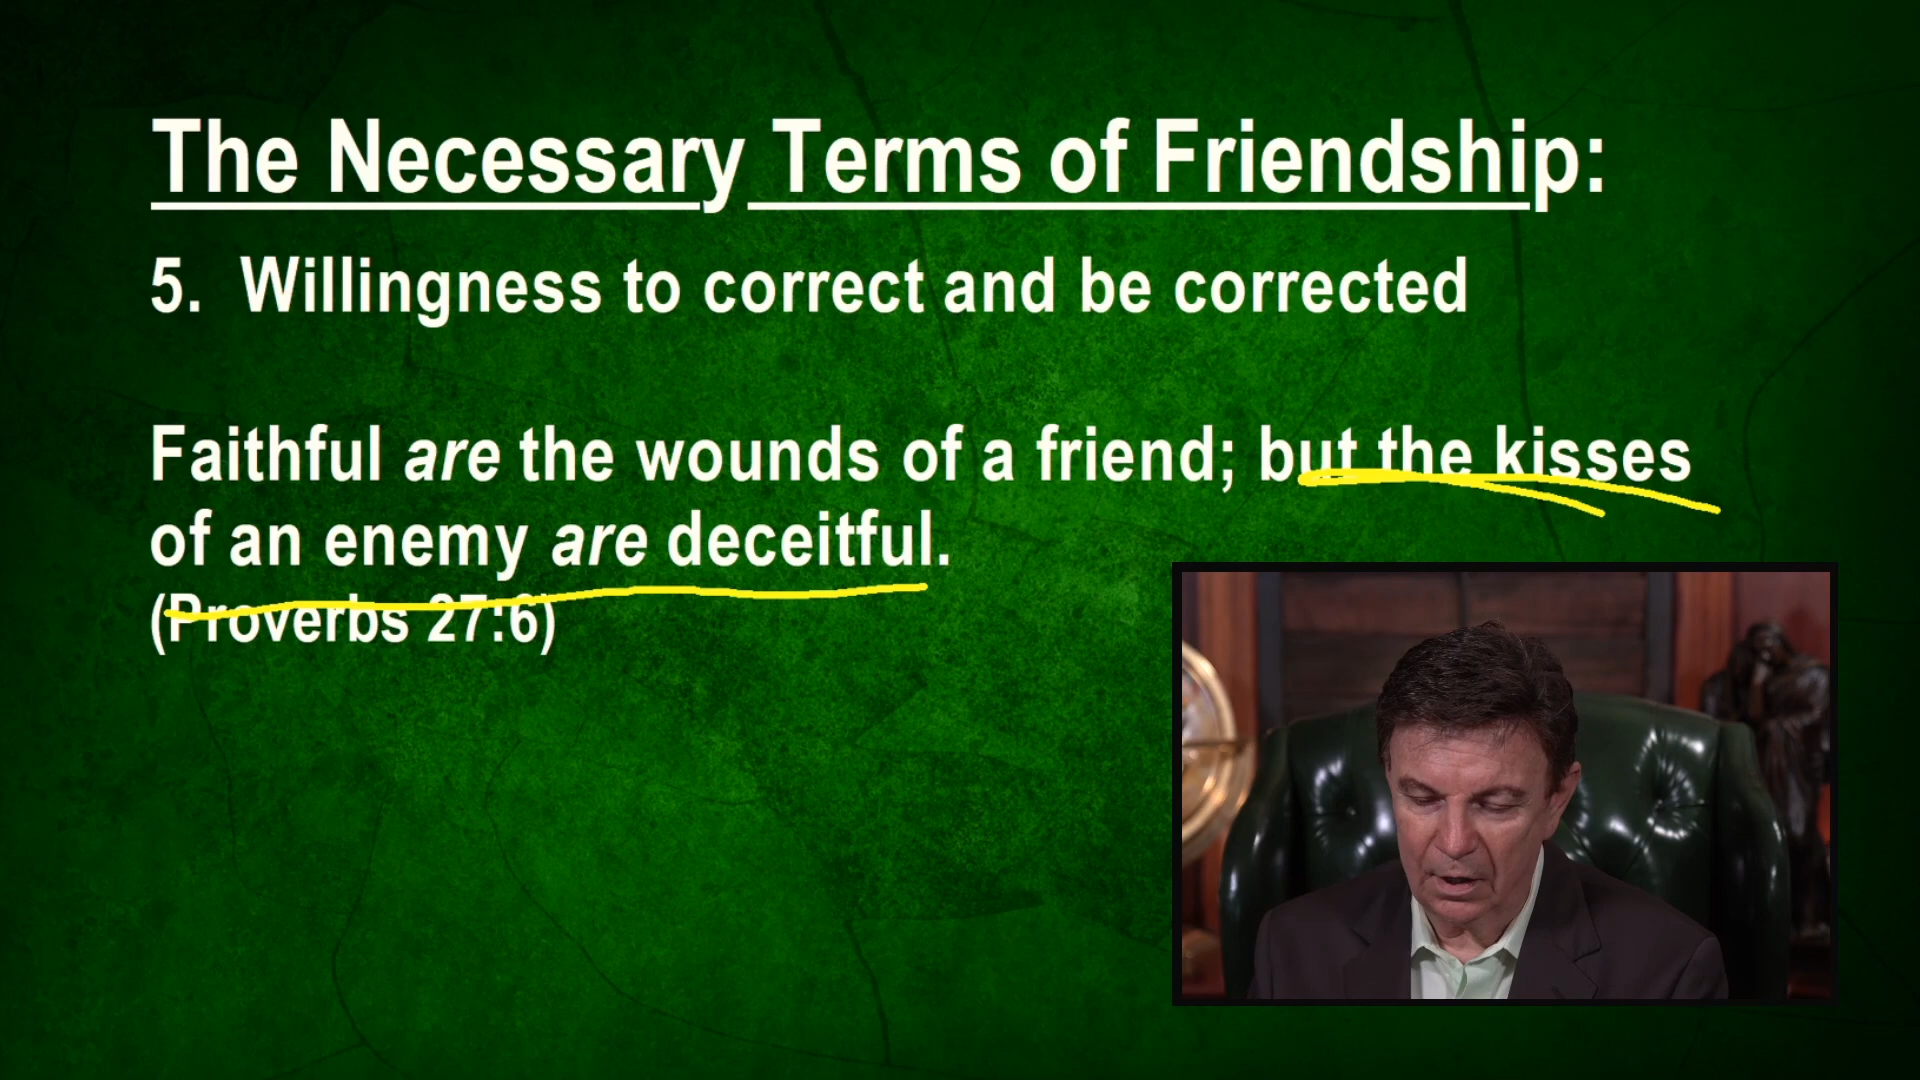 The Necessary Terms of Friendship:
5. Willingness to correct and be corrected
Faithful are the wounds of a friend; but the kisses
of an enemy are deceitful.
(Proverbs 27:6)